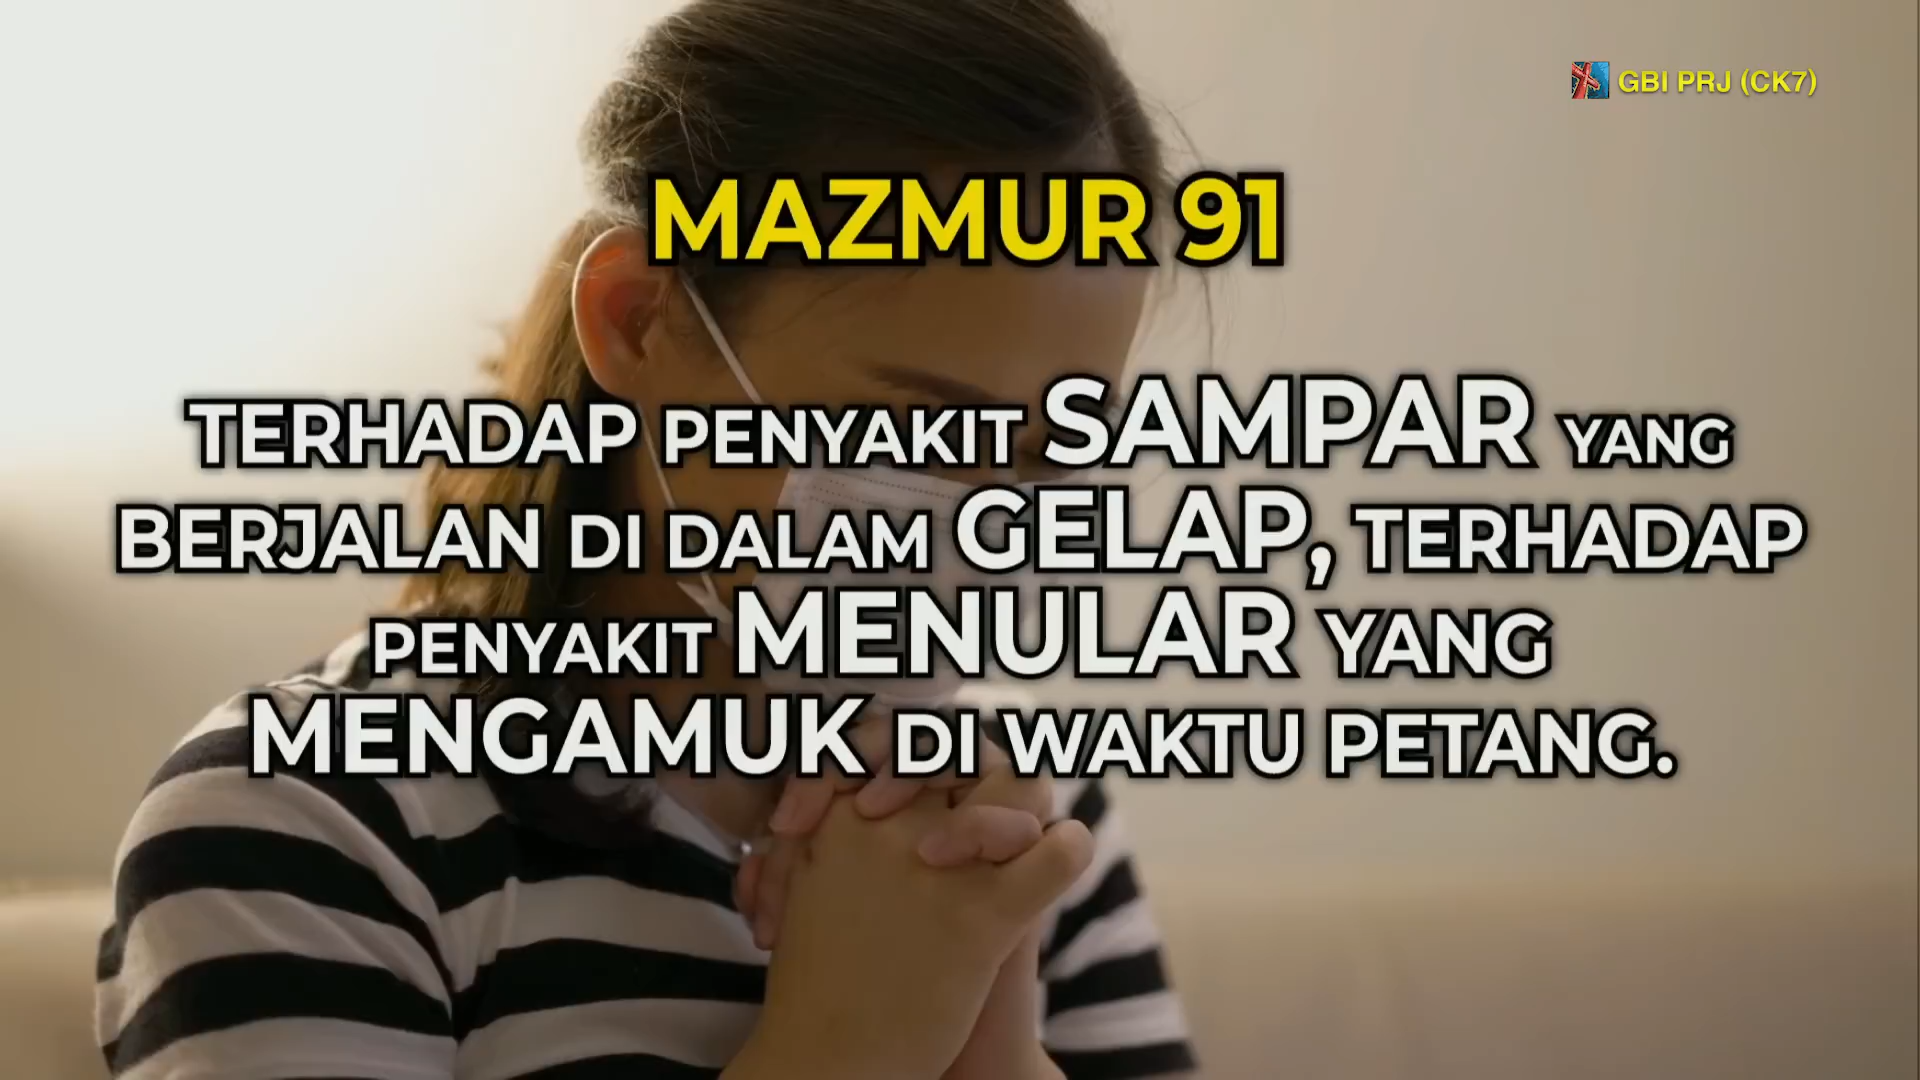 GBI PRJ (CK7)
MAZMUR 91
TERHADAP PENYAKIT SAMPAR YANG
BERJALAN DI DALAM GELAP, TERHADAP
PENYAKIT MENULAR YANG
MENGAMUK DI WAKTU PETANG.